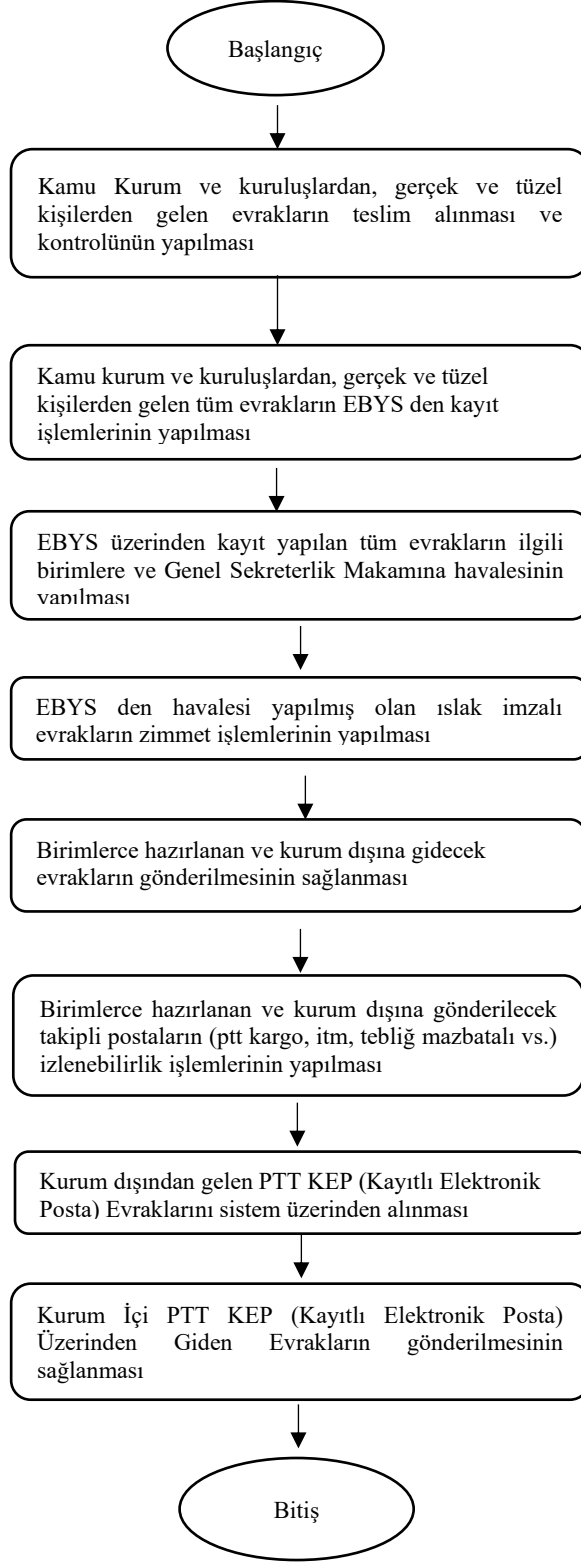 Başlangıç
Kamu Kurum ve kuruluşlardan, gerçek ve tüzel
kişilerden gelen evrakların teslim alınması ve
kontrolünün yapılması
Kamu kurum ve kuruluşlardan, gerçek ve tüzel
kişilerden gelen tüm evrakların EBYS den kayıt
işlemlerinin yapılması
EBYS üzerinden kayıt yapılan tüm evrakların ilgili
birimlere ve Genel Sekreterlik Makamına havalesinin
yapılması
EBYS den havalesi yapılmış olan ıslak imzalı
evrakların zimmet işlemlerinin yapılması
Birimlerce hazırlanan ve kurum dışına gidecek
evrakların gönderilmesinin sağlanması
Birimlerce hazırlanan ve kurum dışına gönderilecek
takipli postaların (ptt kargo, itm, tebliğ mazbatalı vs.)
izlenebilirlik işlemlerinin yapılması
Kurum dışından gelen PTT KEP (Kayıtlı Elektronik
Posta) Evraklarını sistem üzerinden alınması
Kurum İçi PTT KEP (Kayıtlı Elektronik Posta)
Üzerinden Giden Evrakların gönderilmesinin
sağlanması
Bitiş